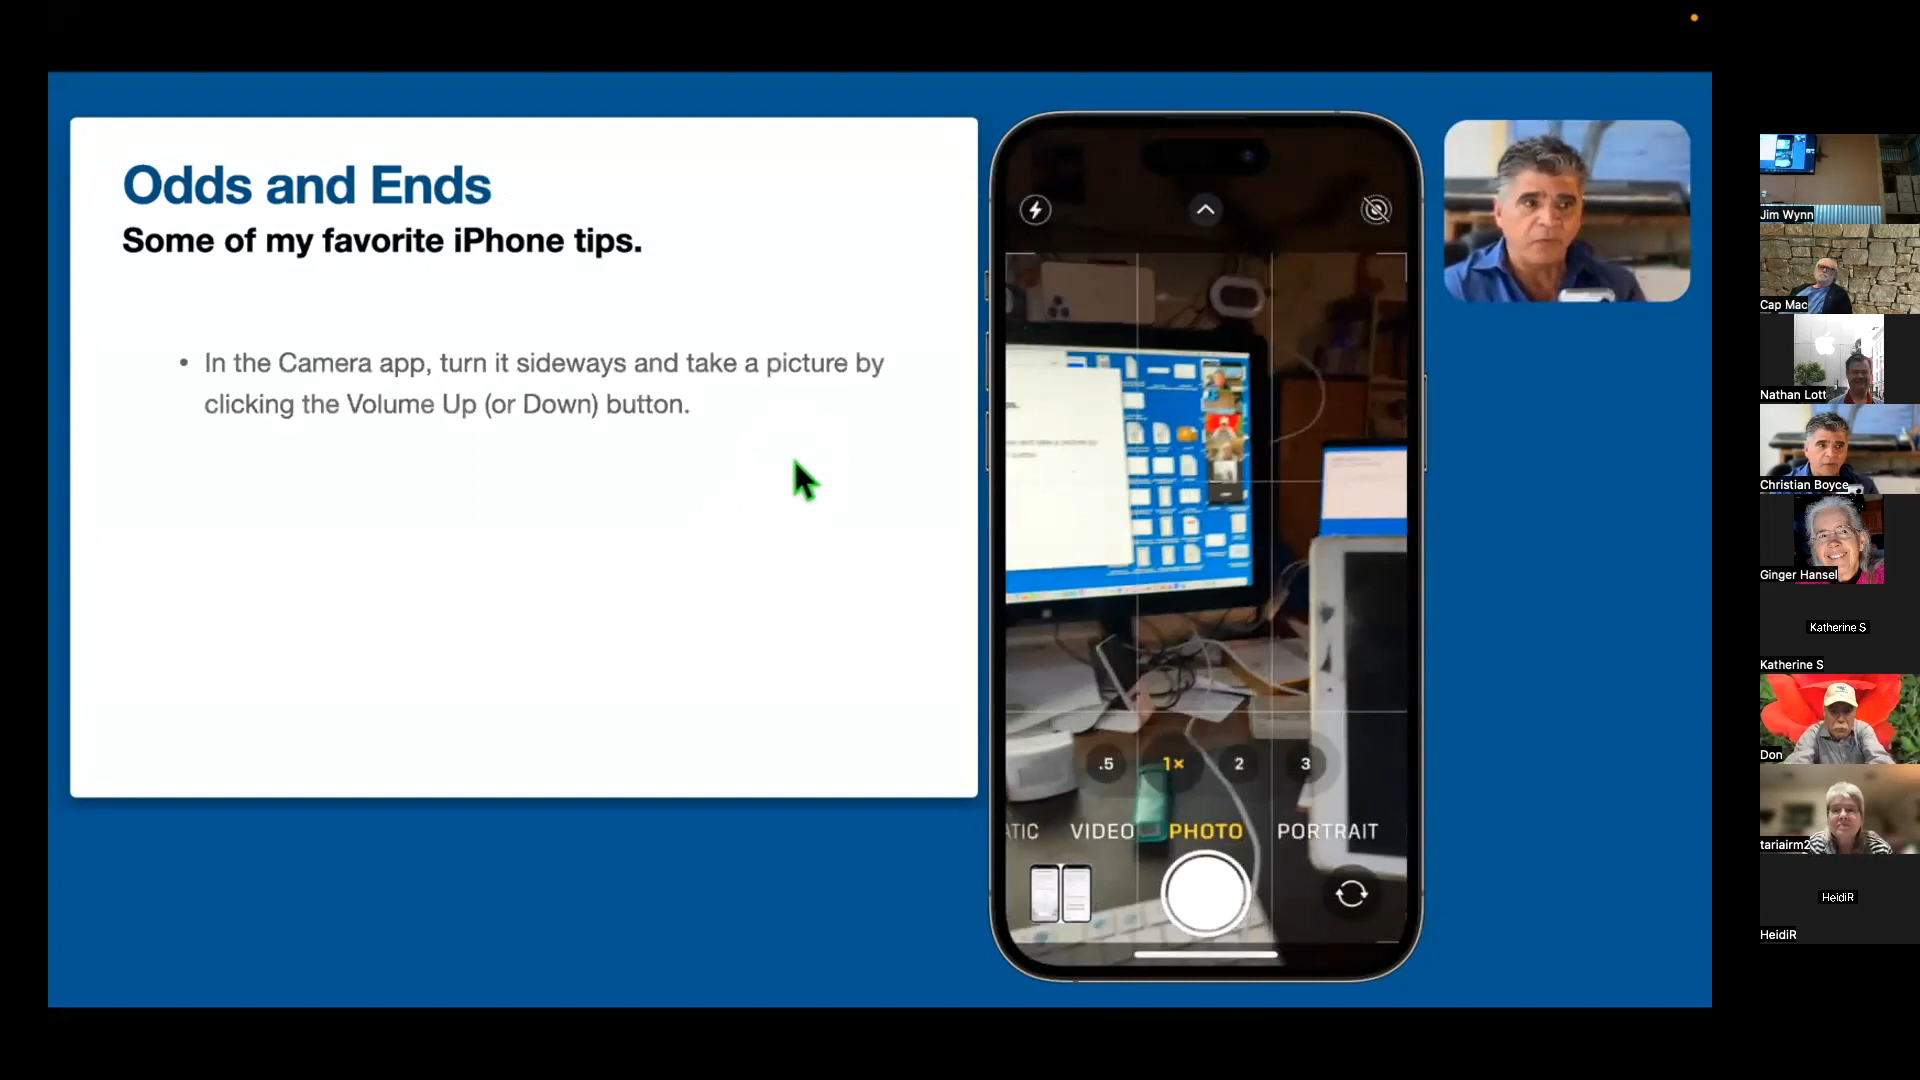 Odds and Ends
Some of my favorite iPhone tips.
• In the Camera app, turn it sideways and take a picture by
clicking the Volume Up (or Down) button.
.5 1× 2 3
ATIC VIDEO PHOTO PORTRAIT
Jim Wynn
Cap Mac
Nathan Lott
Christian Boyce
Ginger Hansel
Katherine S
Katherine S
Don
tariairm2
HeidiR
HeidiR